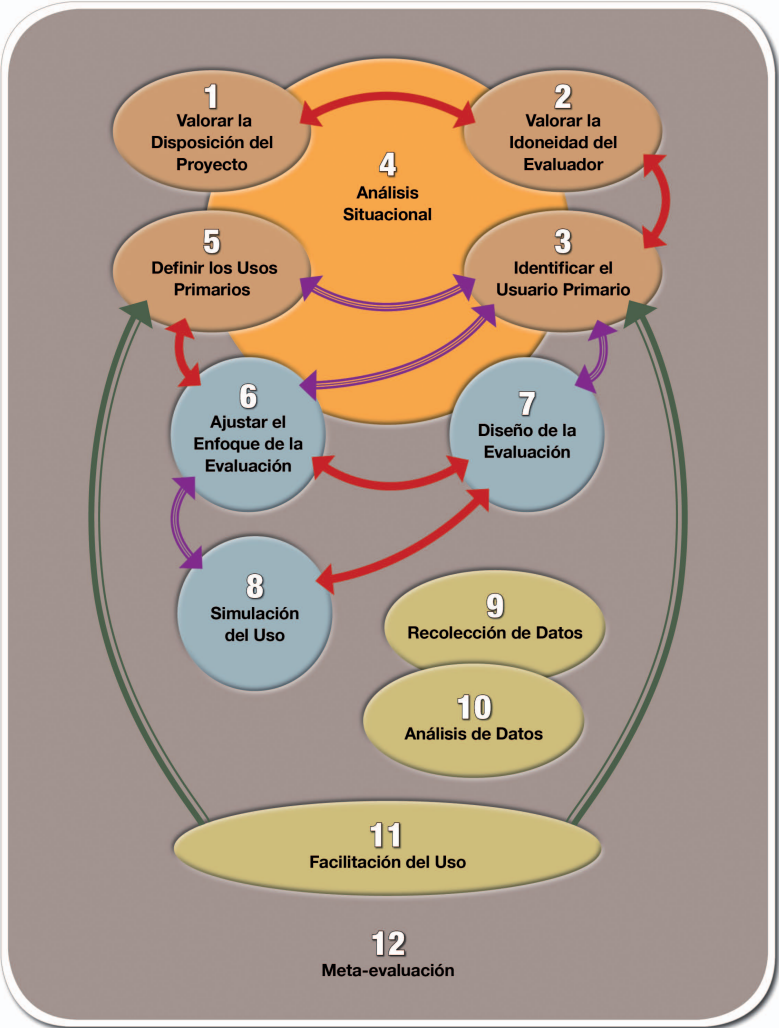 1
Valorar la
Disposición del
Proyecto
2
Valorar la
Idoneidad del
Evaluador
4
Análisis
Situacional
5
Definir los Usos
Primarios
3
Identificar el
Usuario Primario
6
Ajustar el
Enfoque de la
Evaluación
7
Diseño de la
Evaluación
8
Simulación
del Uso
9
Recolección de Datos
10
Análisis de Datos
11
Facilitación del Uso
12
Meta-evaluación